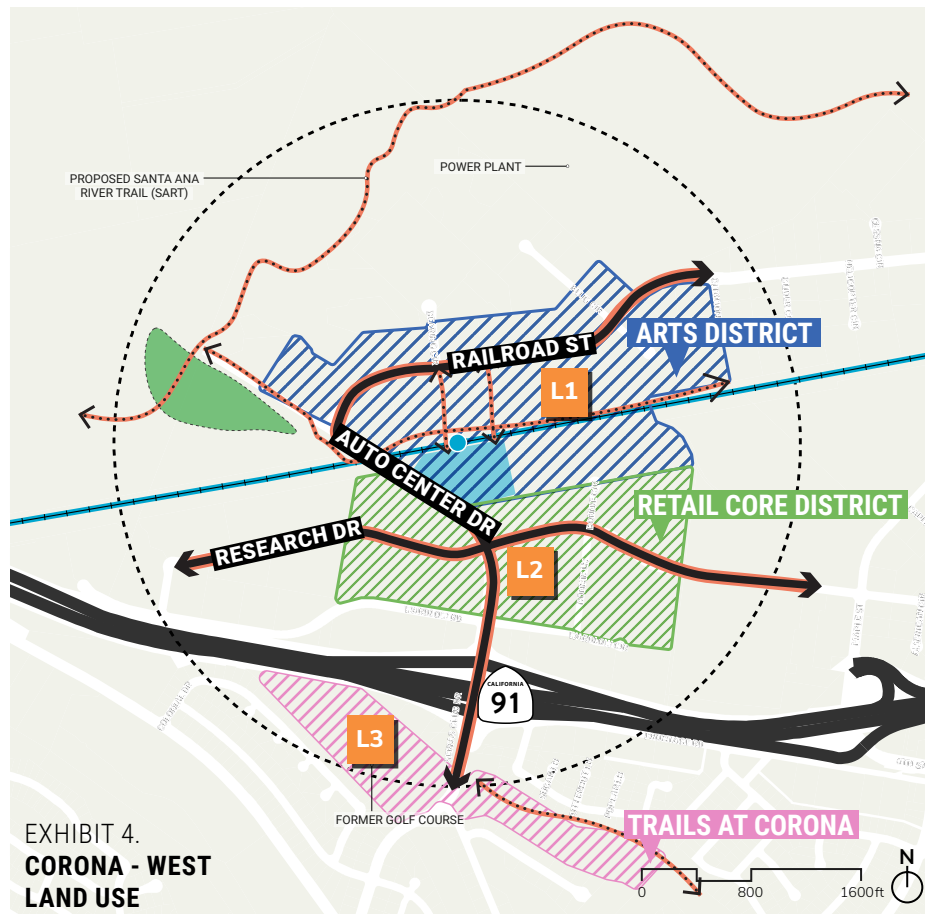 PROPOSED SANTA ANA
RIVER TRAIL (SART)
POWER PLANT
ARTS DISTRICT
RAILROAD ST
L1
AUTO CENTER DR
RETAIL CORE DISTRICT
RESEARCH DR
L2
CALIFORNIA
91
L3
FORMER GOLF COURSE
TRAILS AT CORONA
EXHIBIT 4.
CORONA - WEST
LAND USE
N
0 800 1600ft